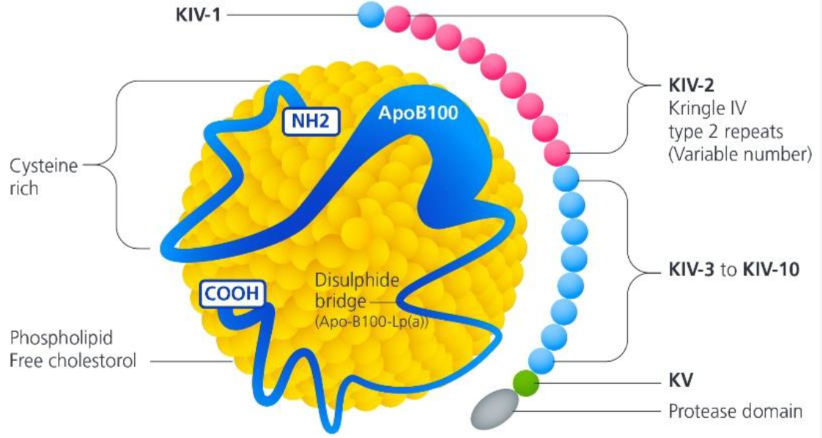 KIV-1
KIV-2
Kringle IV
type 2 repeats
(Variable number)
NH2
ApoB100
Cysteine
rich
KIV-3 to KIV-10
COOH
Disulphide
bridge
(Apo-B100-Lp(a))
Phospholipid
Free cholestorol
KV
Protease domain